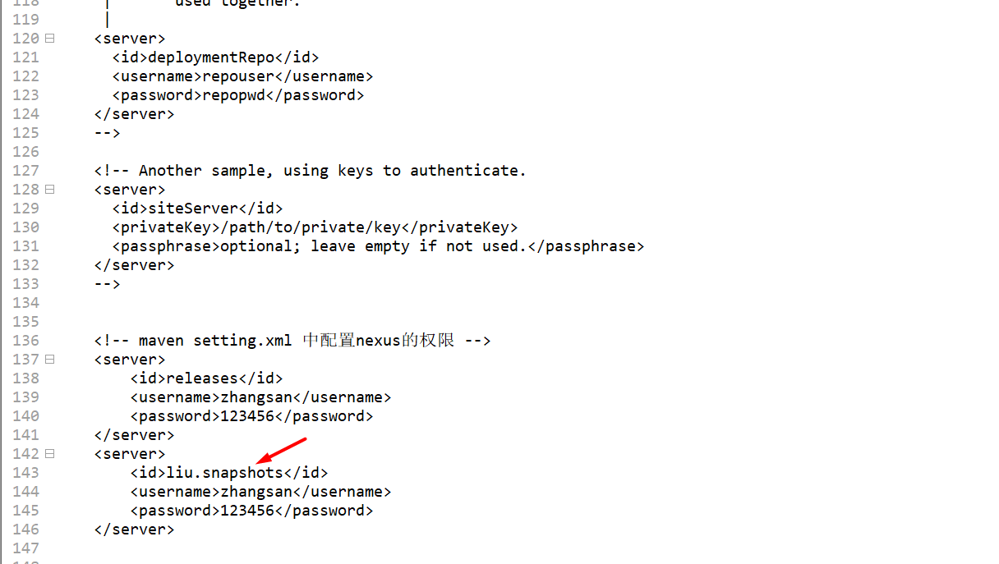 118 | used together.
119 |
120 <server>
121 <id>deploymentRepo</id>
122 <username>repouser</username>
123 <password>repopwd</password>
124 </server>
125 -->
126
127 <!-- Another sample, using keys to authenticate.
128 <server>
129 <id>siteServer</id>
130 <privateKey>/path/to/private/key</privateKey>
131 <passphrase>optional; leave empty if not used.</passphrase>
132 </server>
133 -->
134
135
136 <!-- maven setting.xml 中配置nexus的权限 -->
137 <server>
138 <id>releases</id>
139 <username>zhangsan</username>
140 <password>123456</password>
141 </server>
142 <server>
143 <id>liu.snapshots</id>
144 <username>zhangsan</username>
145 <password>123456</password>
146 </server>
147
148